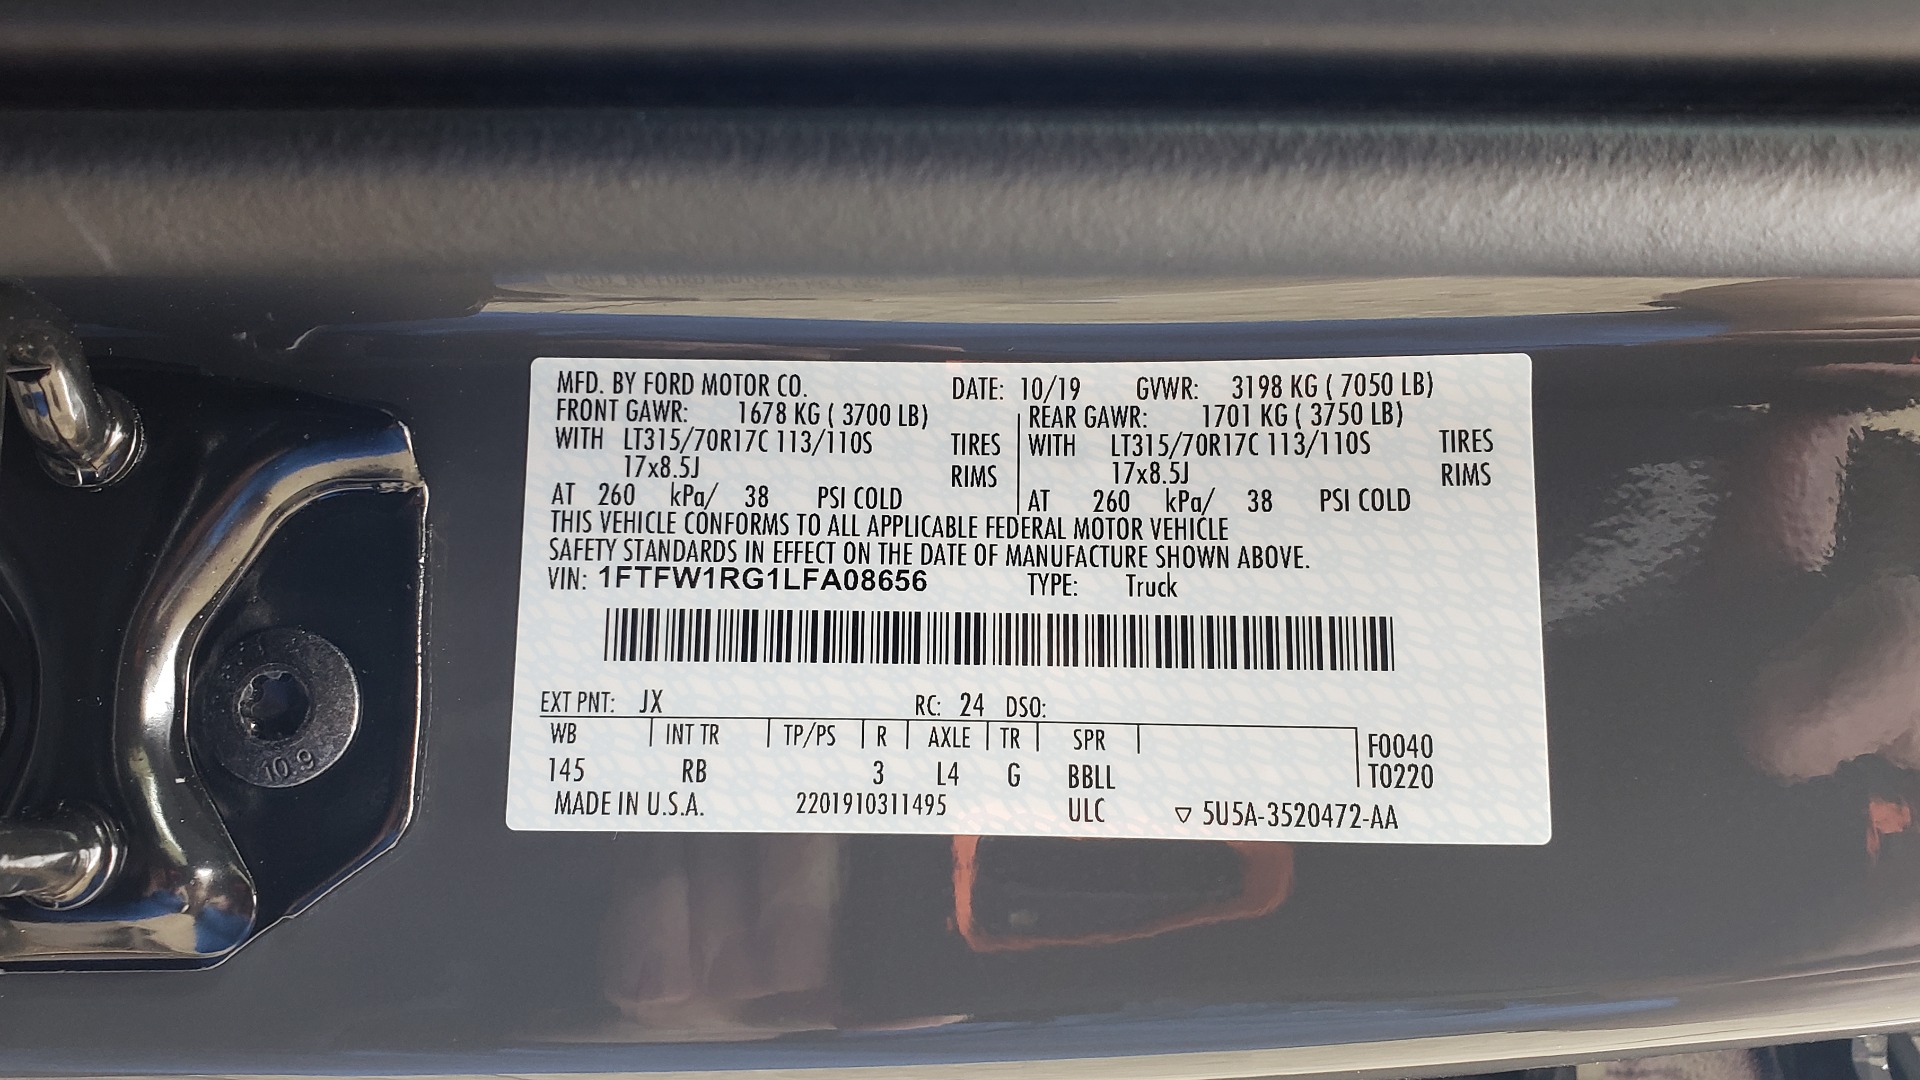 MFD. BY FORD MOTOR CO. DATE: 10/19 GVWR: 3198 KG ( 7050 LB)
FRONT GAWR: 1678 KG ( 3700 LB) REAR GAWR: 1701 KG ( 3750 LB)
WITH LT315/70R17C 113/110S TIRES WITH LT315/70R17C 113/110S TIRES
17x8.5J RIMS 17x8.5J RIMS
AT 260 kPa/ 38 PSI COLD AT 260 kPa/ 38 PSI COLD
THIS VEHICLE CONFORMS TO ALL APPLICABLE FEDERAL MOTOR VEHICLE
SAFETY STANDARDS IN EFFECT ON THE DATE OF MANUFACTURE SHOWN ABOVE.
VIN: 1FTFW1RG1LFA08656 TYPE: Truck
EXT PNT: JX RC: 24 DSO:
WB INT TR TP/PS R AXLE TR SPR F0040
145 RB 3 L4 G BBLL T0220
MADE IN U.S.A. 2201910311495 ULC ▽ 5U5A-3520472-AA
10.9